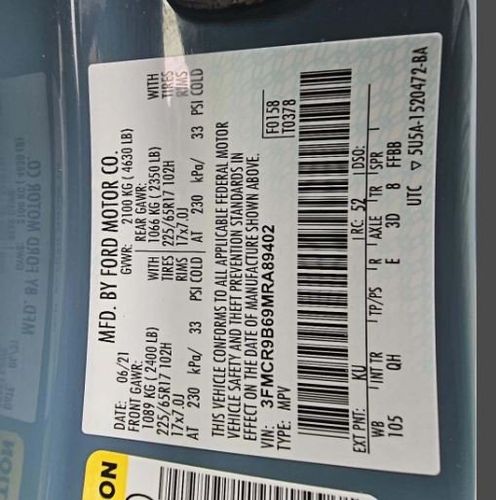 MFD. BY FORD MOTOR CO.
DATE: 06/21 GVWR: 2100 KG (4630 LB)
FRONT GAWR: REAR GAWR:
1089 KG (2400 LB) WITH 1066 KG (2350 LB) WITH
225/65R17 102H TIRES 225/65R17 102H TIRES
17x7.0J RIMS 17x7.0J RIMS
AT 230 kPa/ 33 PSI COLD AT 230 kPa/ 33 PSI COLD
THIS VEHICLE CONFORMS TO ALL APPLICABLE FEDERAL MOTOR
VEHICLE SAFETY AND THEFT PREVENTION STANDARDS IN
EFFECT ON THE DATE OF MANUFACTURE SHOWN ABOVE.
F0158
T0378
VIN: 3FMCR9B69MRA89402
TYPE: MPV
EXT PNT: KU RC: 52 DSO:
WB INT TR TP/PS R AXLE TR SPR
105 QH E 3D 8 FFBB
UTC ▽ 5U5A-1520472-BA
ON